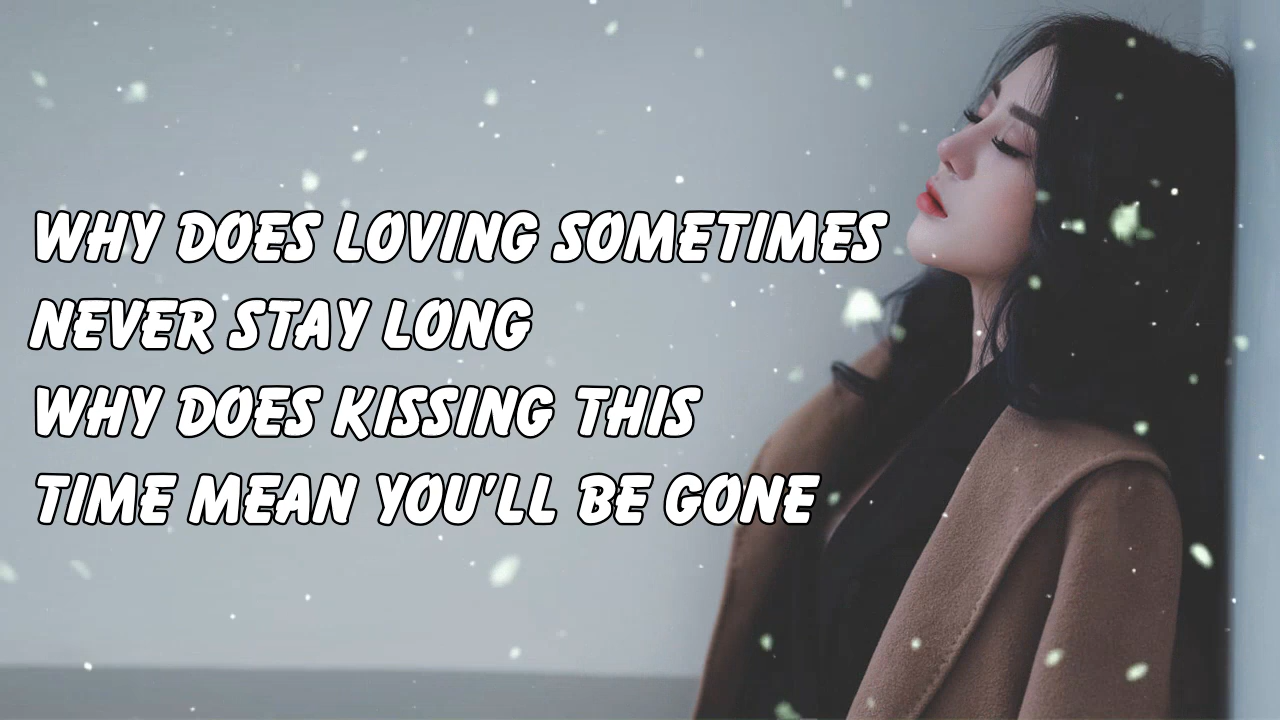 WHY DOES LOVING SOMETIMES
NEVER STAY LONG
WHY DOES KISSING THIS
TIME MEAN YOU'LL BE GONE